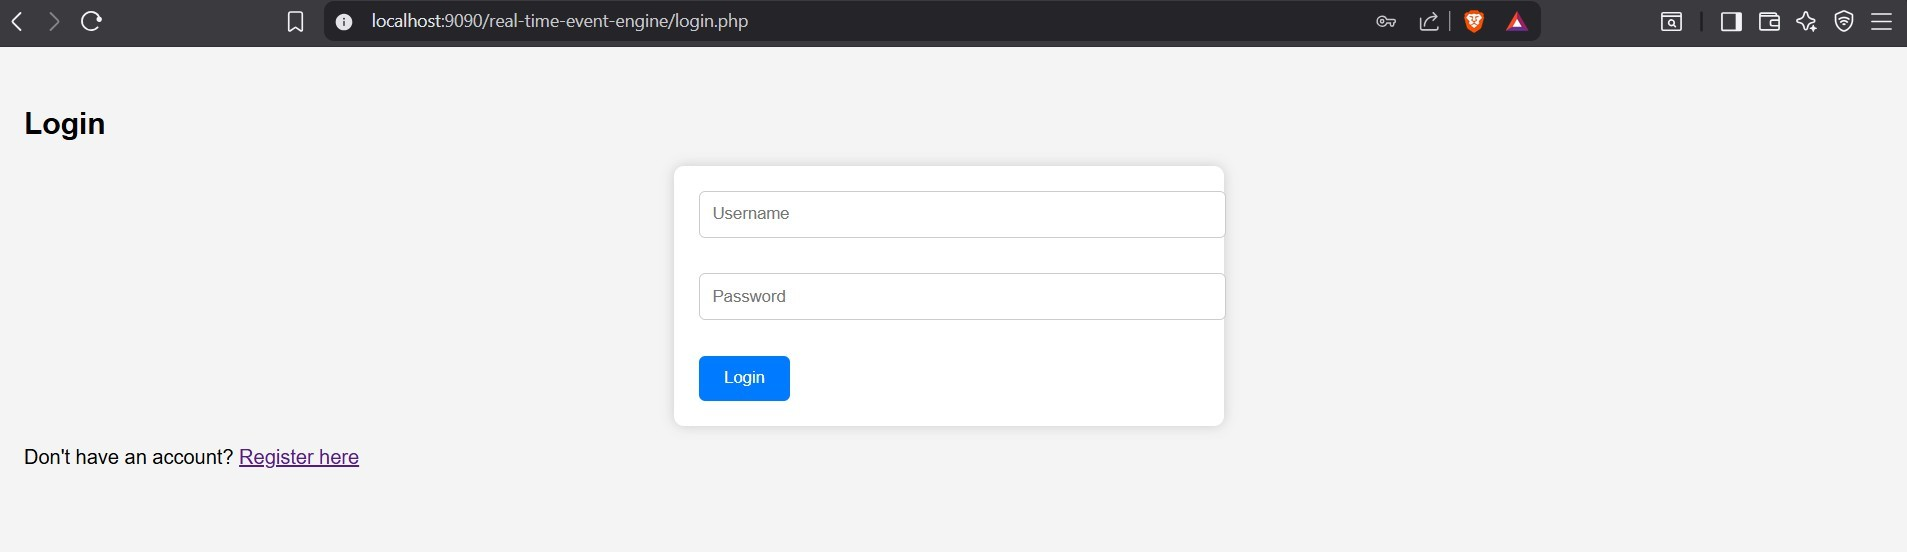 localhost:9090/real-time-event-engine/login.php
Login
Username
Password
Login
Don't have an account? Register here